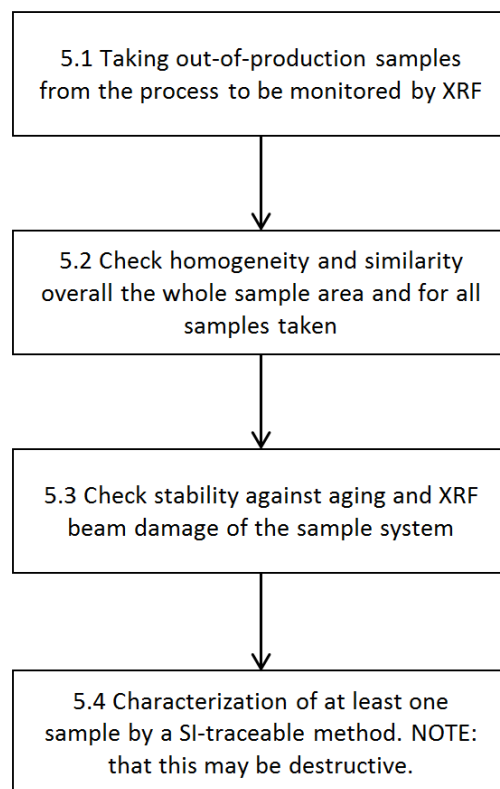 5.1 Taking out-of-production samples
from the process to be monitored by XRF
5.2 Check homogeneity and similarity
overall the whole sample area and for all
samples taken
5.3 Check stability against aging and XRF
beam damage of the sample system
5.4 Characterization of at least one
sample by a SI-traceable method. NOTE:
that this may be destructive.